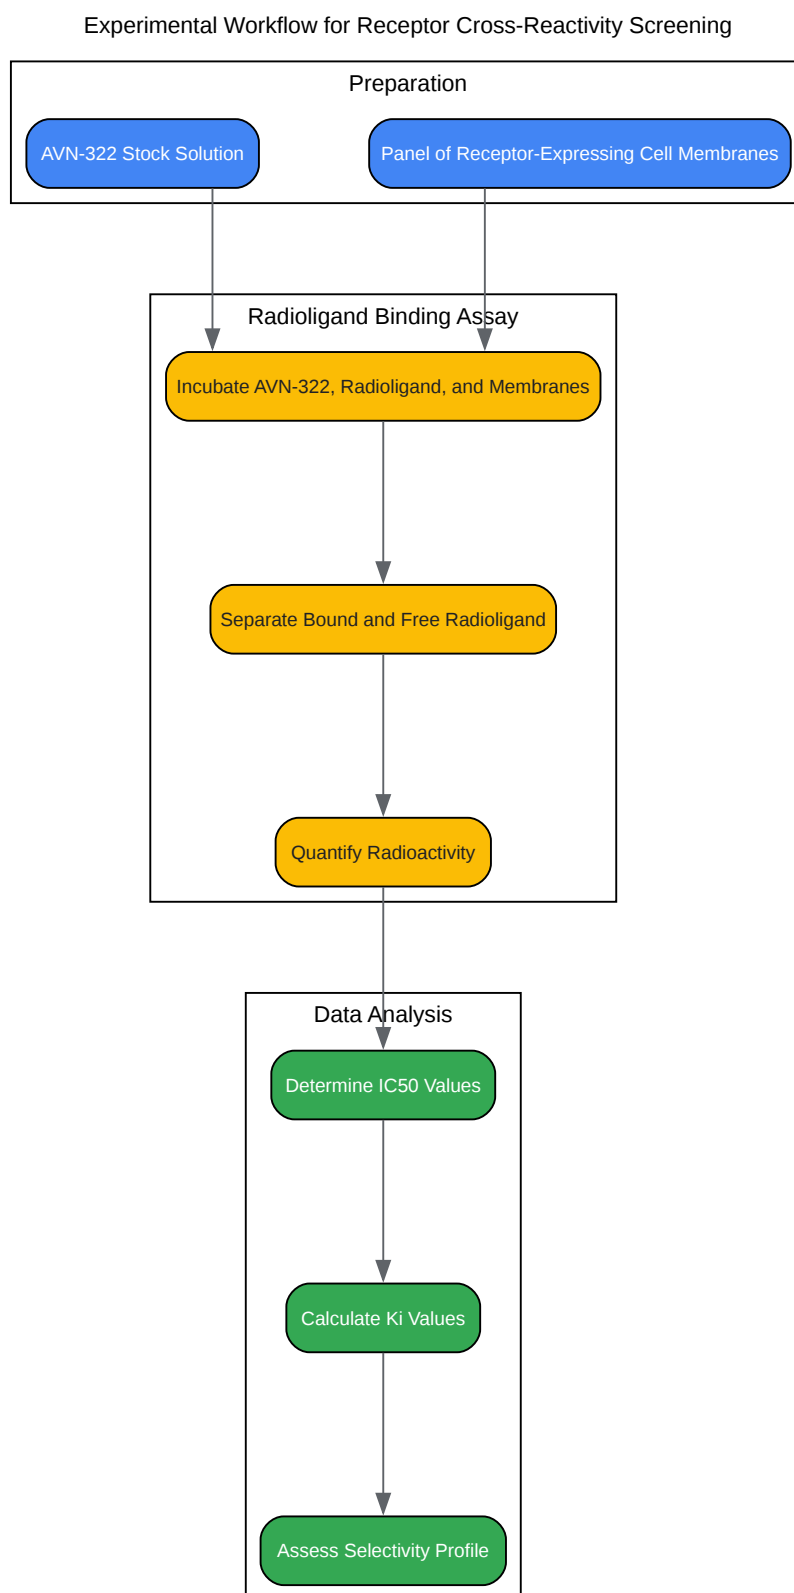 Experimental Workflow for Receptor Cross-Reactivity Screening
Preparation
AVN-322 Stock Solution
Panel of Receptor-Expressing Cell Membranes
Radioligand Binding Assay
Incubate AVN-322, Radioligand, and Membranes
Separate Bound and Free Radioligand
Quantify Radioactivity
Data Analysis
Determine IC50 Values
Calculate Ki Values
Assess Selectivity Profile